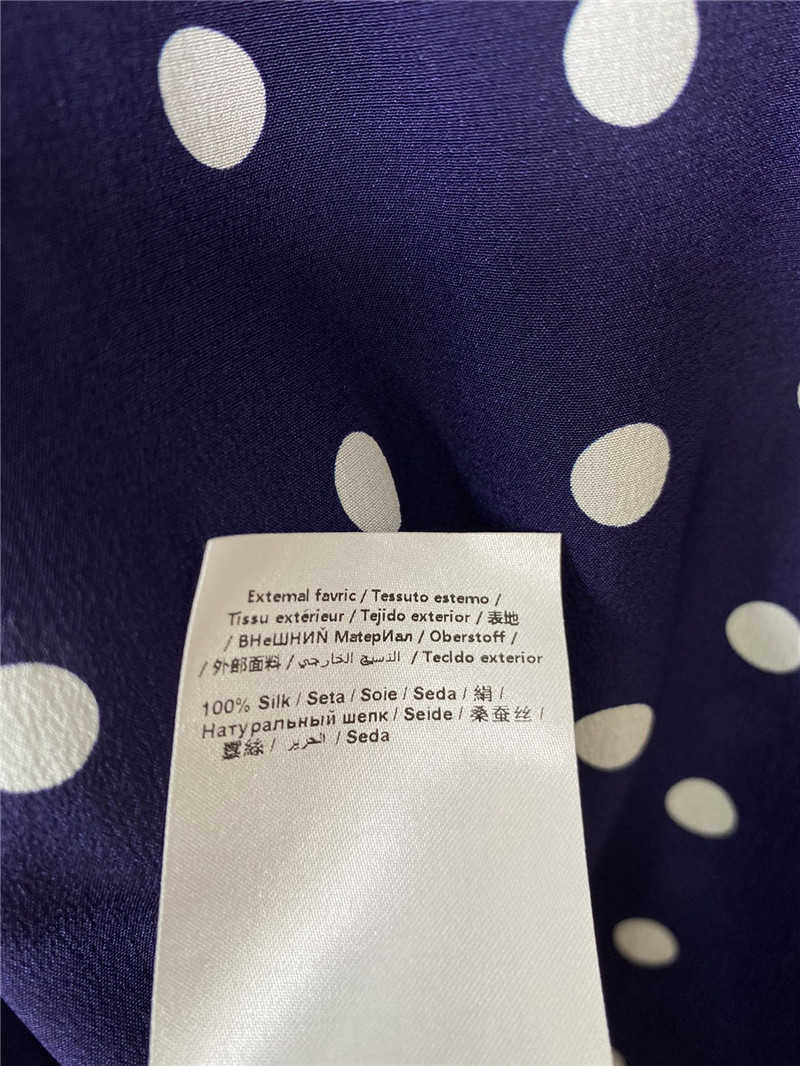 Extemal favric / Tessuto estemo /
Tissu extérieur / Tejido exterior / 表地
/ ВНеШНИЙ МатерИал / Oberstoff /
/ 外部面料 / النسيج الخارجي / Tecldo exterior
100% Silk / Seta / Soie / Seda / 絹 /
Натуральный шелк / Seide / 桑蚕丝 /
蠶絲 / الحرير / Seda